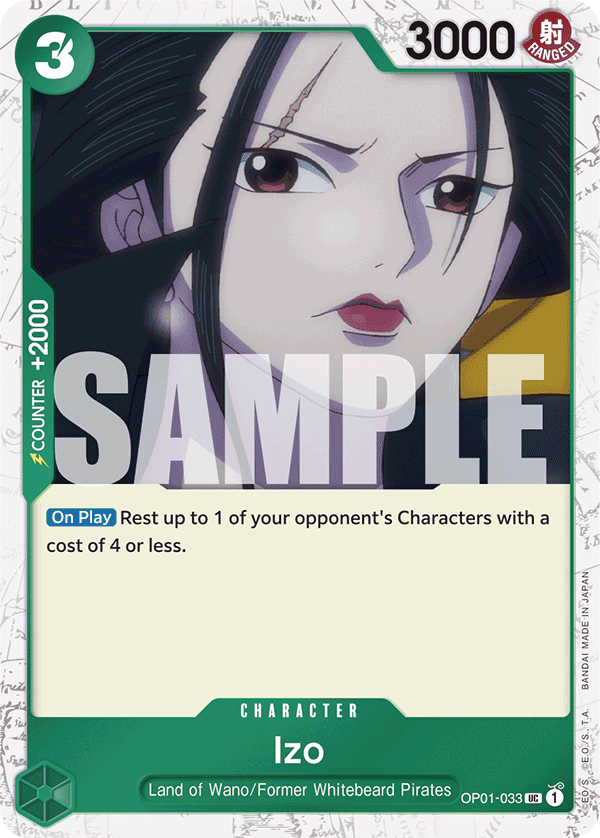 3
3000
射
RANGED
COUNTER +2000
SAMPLE
On Play Rest up to 1 of your opponent's Characters with a
cost of 4 or less.
CHARACTER
Izo
Land of Wano/Former Whitebeard Pirates
OP01-033 UC 1
©E.O./S. ©E.O./S., T.A. BANDAI MADE IN JAPAN